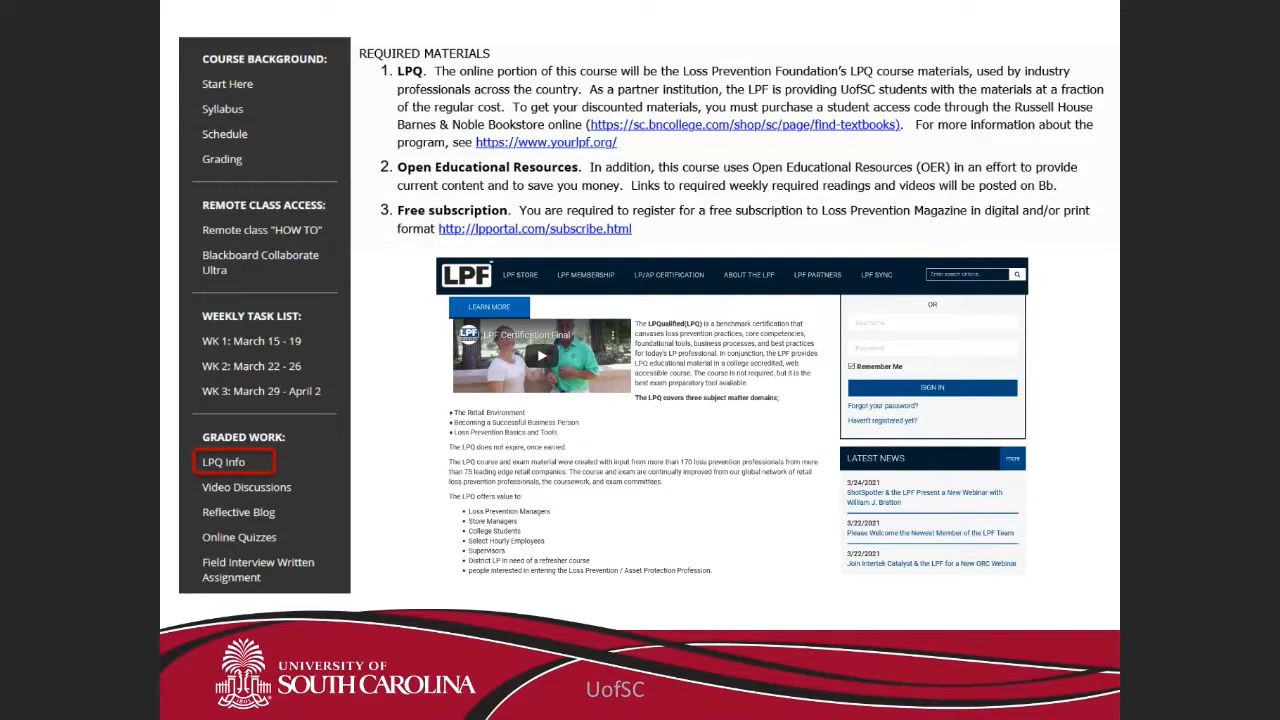 COURSE BACKGROUND:
Start Here
Syllabus
Schedule
Grading
REMOTE CLASS ACCESS:
Remote class "HOW TO"
Blackboard Collaborate
Ultra
WEEKLY TASK LIST:
WK 1: March 15 - 19
WK 2: March 22 - 26
WK 3: March 29 - April 2
GRADED WORK:
LPQ Info
Video Discussions
Reflective Blog
Online Quizzes
Field Interview Written
Assignment
REQUIRED MATERIALS
1. LPQ. The online portion of this course will be the Loss Prevention Foundation's LPQ course materials, used by industry
professionals across the country. As a partner institution, the LPF is providing UofSC students with the materials at a fraction
of the regular cost. To get your discounted materials, you must purchase a student access code through the Russell House
Barnes & Noble Bookstore online (https://sc.bncollege.com/shop/sc/page/find-textbooks). For more information about the
program, see https://www.yourlpf.org/
2. Open Educational Resources. In addition, this course uses Open Educational Resources (OER) in an effort to provide
current content and to save you money. Links to required weekly required readings and videos will be posted on Bb.
3. Free subscription. You are required to register for a free subscription to Loss Prevention Magazine in digital and/or print
format http://lpportal.com/subscribe.html
LPF LPF STORE LPF MEMBERSHIP LP/AP CERTIFICATION ABOUT THE LPF LPF PARTNERS LPF SYNC Enter search criteria...
LEARN MORE
LPF LPF Certification Final
The LPQualified(LPQ) is a benchmark certification that
canvases loss prevention practices, core competencies,
foundational tools, business processes, and best practices
for today's LP professional. In conjunction, the LPF provides
LPQ educational material in a college accredited, web
accessible course. The course is not required, but it is the
best exam preparatory tool available.
The LPQ covers three subject matter domains;
♦ The Retail Environment
♦ Becoming a Successful Business Person
♦ Loss Prevention Basics and Tools
The LPQ does not expire, once earned.
The LPQ course and exam material were created with input from more than 170 loss prevention professionals from more
than 75 leading edge retail companies. The course and exam are continually improved from our global network of retail
loss prevention professionals, the coursework, and exam committees.
The LPQ offers value to:
• Loss Prevention Managers
• Store Managers
• College Students
• Select Hourly Employees
• Supervisors
• District LP in need of a refresher course
• people interested in entering the Loss Prevention / Asset Protection Profession.
OR
Username
Password
Remember Me
SIGN IN
Forgot your password?
Haven't registered yet?
LATEST NEWS more
3/24/2021
ShotSpotter & the LPF Present a New Webinar with
William J. Bratton
3/22/2021
Please Welcome the Newest Member of the LPF Team
3/22/2021
Join Intertek Catalyst & the LPF for a New ORC Webinar
UNIVERSITY OF
SOUTH CAROLINA
UofSC